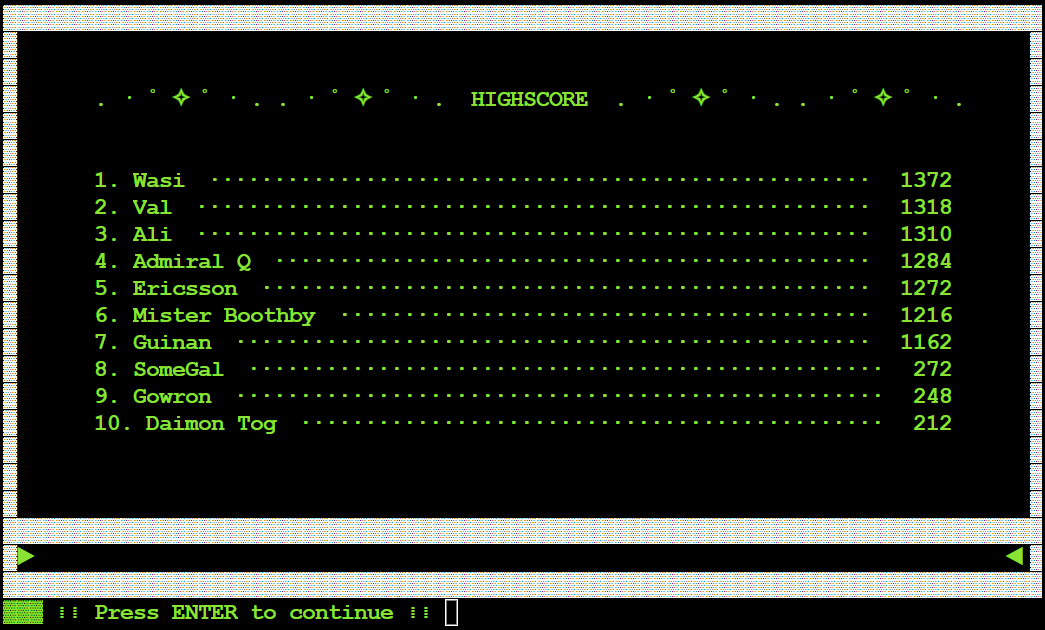 HIGHSCORE
1. Wasi 1372
2. Val 1318
3. Ali 1310
4. Admiral Q 1284
5. Ericsson 1272
6. Mister Boothby 1216
7. Guinan 1162
8. SomeGal 272
9. Gowron 248
10. Daimon Tog 212
Press ENTER to continue